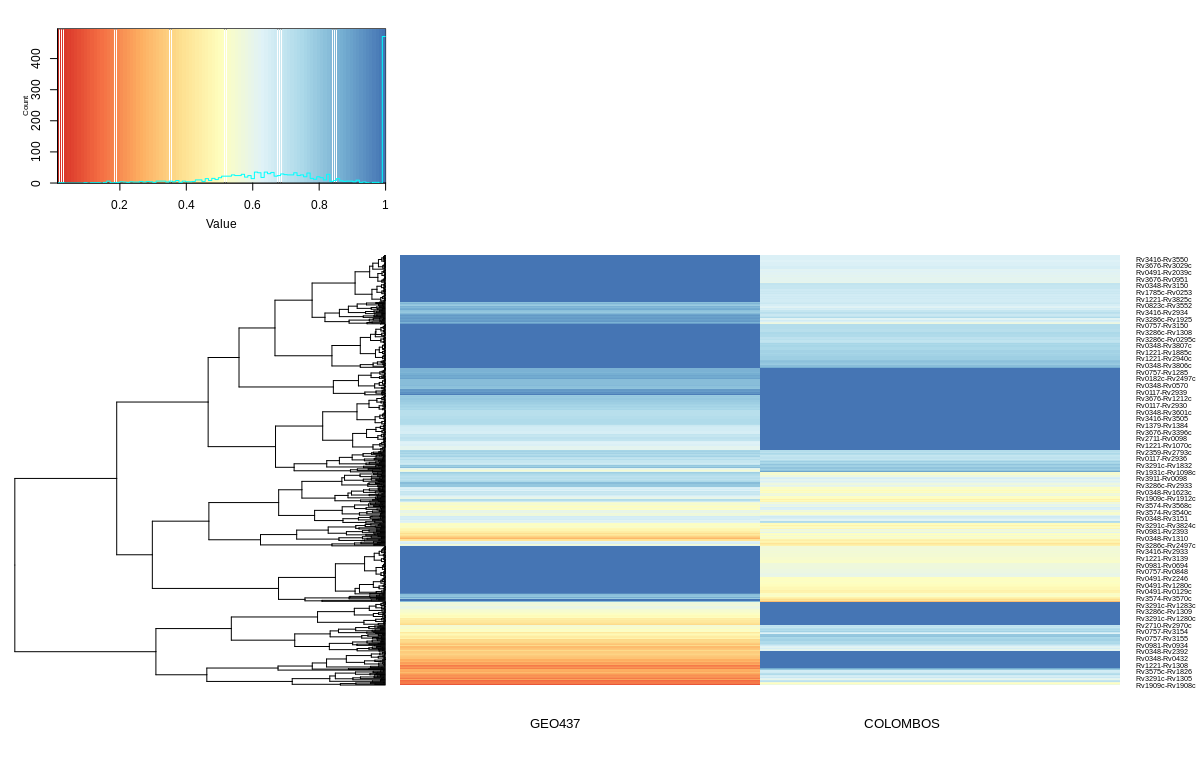 400
300
200
100
0
Count
0.2 0.4 0.6 0.8 1
Value
Rv3416-Rv3550
Rv3676-Rv3029c
Rv0491-Rv2039c
Rv3676-Rv0951
Rv0348-Rv3150
Rv1785c-Rv0253
Rv1221-Rv3825c
Rv0823c-Rv3552
Rv3416-Rv2934
Rv3286c-Rv1925
Rv0757-Rv3150
Rv3286c-Rv1308
Rv3286c-Rv0295c
Rv0348-Rv3807c
Rv1221-Rv1885c
Rv1221-Rv2940c
Rv0348-Rv3806c
Rv0757-Rv1285
Rv0182c-Rv2497c
Rv0348-Rv0570
Rv0117-Rv2939
Rv3676-Rv1212c
Rv0117-Rv2930
Rv0348-Rv3601c
Rv3416-Rv3505
Rv1379-Rv1384
Rv3676-Rv3396c
Rv2711-Rv0098
Rv1221-Rv1070c
Rv2359-Rv2793c
Rv0117-Rv2936
Rv3291c-Rv1832
Rv1931c-Rv1098c
Rv3911-Rv0098
Rv3286c-Rv2933
Rv0348-Rv1623c
Rv1909c-Rv1912c
Rv3574-Rv3568c
Rv3574-Rv3540c
Rv0348-Rv3151
Rv3291c-Rv3824c
Rv0348-Rv2393
Rv0348-Rv1310
Rv3286c-Rv2497c
Rv3416-Rv2933
Rv1221-Rv3139
Rv0981-Rv0694
Rv0757-Rv0848
Rv0491-Rv2246
Rv0491-Rv1280c
Rv0491-Rv0129c
Rv3574-Rv3570c
Rv3291c-Rv1283c
Rv3286c-Rv1309
Rv3291c-Rv1280c
Rv2710-Rv2970c
Rv0757-Rv3154
Rv0757-Rv3155
Rv0981-Rv0934
Rv0348-Rv2392
Rv0348-Rv0432
Rv1221-Rv1308
Rv3575c-Rv1826
Rv3291c-Rv1305
Rv1909c-Rv1908c
GEO437 COLOMBOS